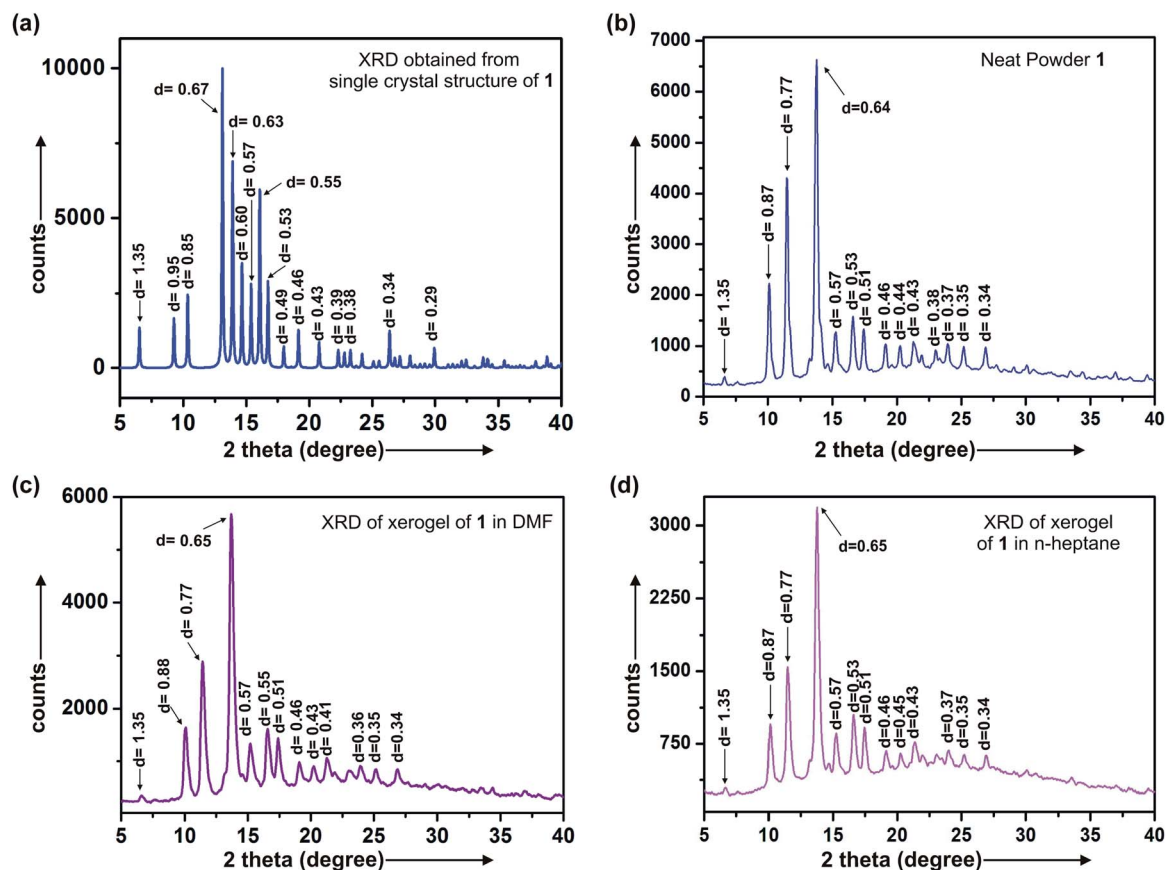 (a)
XRD obtained from
single crystal structure of 1
10000
5000
0
counts
d= 1.35
d= 0.95
d= 0.85
d= 0.67
d= 0.63
d= 0.60
d= 0.57
d= 0.55
d= 0.53
d= 0.49
d= 0.46
d= 0.43
d= 0.39
d= 0.38
d= 0.34
d= 0.29
5 10 15 20 25 30 35 40
2 theta (degree)
(b)
Neat Powder 1
7000
6000
5000
4000
3000
2000
1000
0
counts
d= 1.35
d= 0.87
d= 0.77
d=0.64
d= 0.57
d= 0.53
d= 0.51
d= 0.46
d= 0.44
d= 0.43
d= 0.38
d= 0.37
d= 0.35
d= 0.34
5 10 15 20 25 30 35 40
2 theta (degree)
(c)
XRD of xerogel of 1 in DMF
6000
4000
2000
counts
d= 1.35
d= 0.88
d= 0.77
d= 0.65
d= 0.57
d= 0.55
d= 0.51
d= 0.46
d= 0.43
d= 0.41
d= 0.36
d=0.35
d=0.34
5 10 15 20 25 30 35 40
2 theta (degree)
(d)
XRD of xerogel
of 1 in n-heptane
3000
2250
1500
750
counts
d= 1.35
d=0.87
d=0.77
d=0.65
d=0.57
d=0.53
d=0.51
d=0.46
d=0.45
d=0.43
d=0.37
d=0.35
d=0.34
5 10 15 20 25 30 35 40
2 theta (degree)